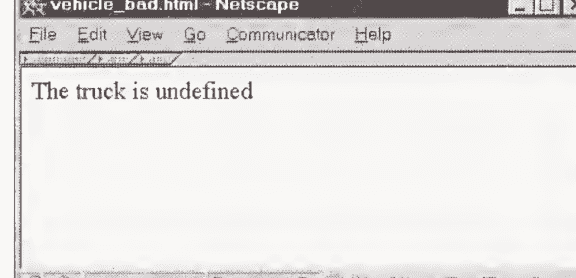 vehicle_bad.html - Netscape
File Edit View Go Communicator Help
The truck is undefined